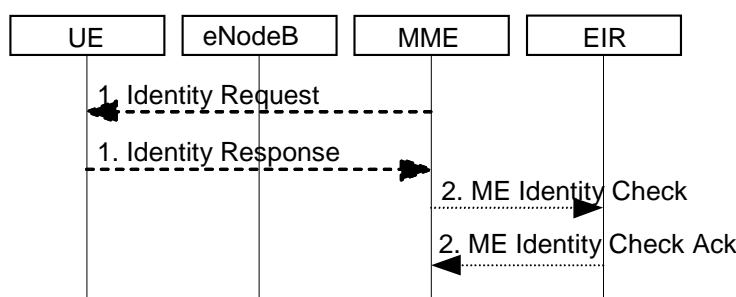 UE
eNodeB
MME
EIR
1. Identity Request
1. Identity Response
2. ME Identity Check
2. ME Identity Check Ack